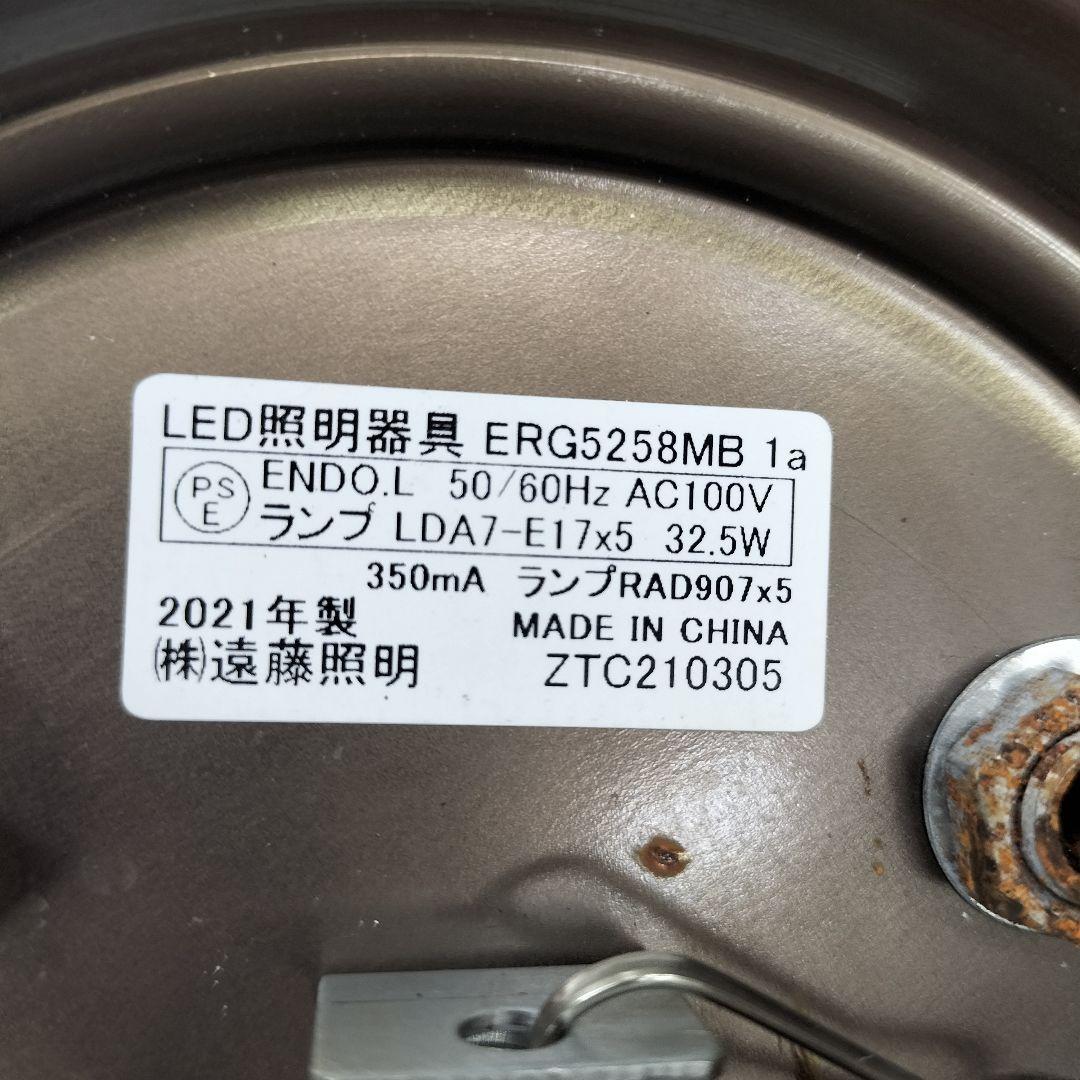 LED照明器具 ERG5258MB 1a
PSE ENDO.L 50/60Hz AC100V
ランプ LDA7-E17x5 32.5W
350mA ランプRAD907x5
2021年製 MADE IN CHINA
㈱遠藤照明 ZTC210305